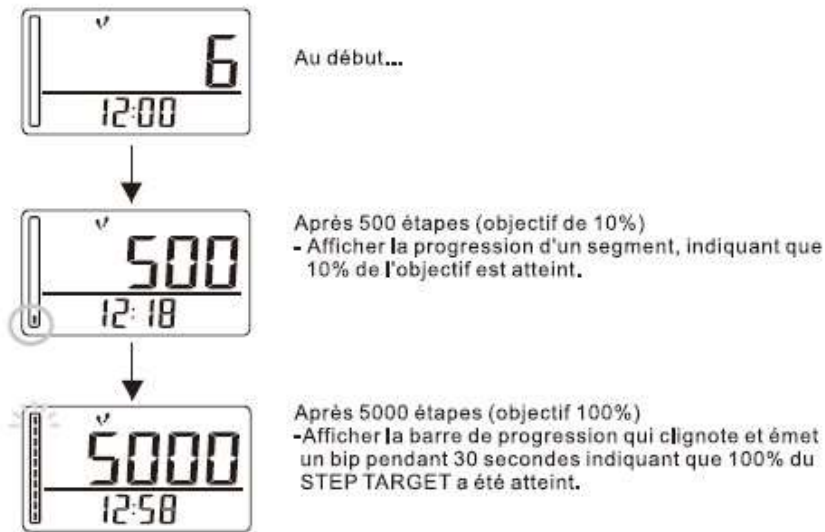 6
Au début...
12:00
Après 500 étapes (objectif de 10%)
500
- Afficher la progression d'un segment, indiquant que
10% de l'objectif est atteint.
12:18
Après 5000 étapes (objectif 100%)
5000
-Afficher la barre de progression qui clignote et émet
un bip pendant 30 secondes indiquant que 100% du
STEP TARGET a été atteint.
12:58